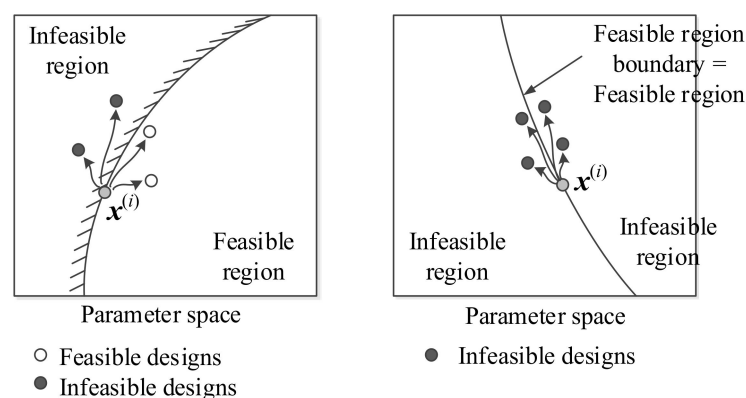 Infeasible
region
x(i)
Feasible
region
Parameter space
Feasible designs
Infeasible designs
Feasible region
boundary =
Feasible region
x(i)
Infeasible
region
Infeasible
region
Parameter space
Infeasible designs